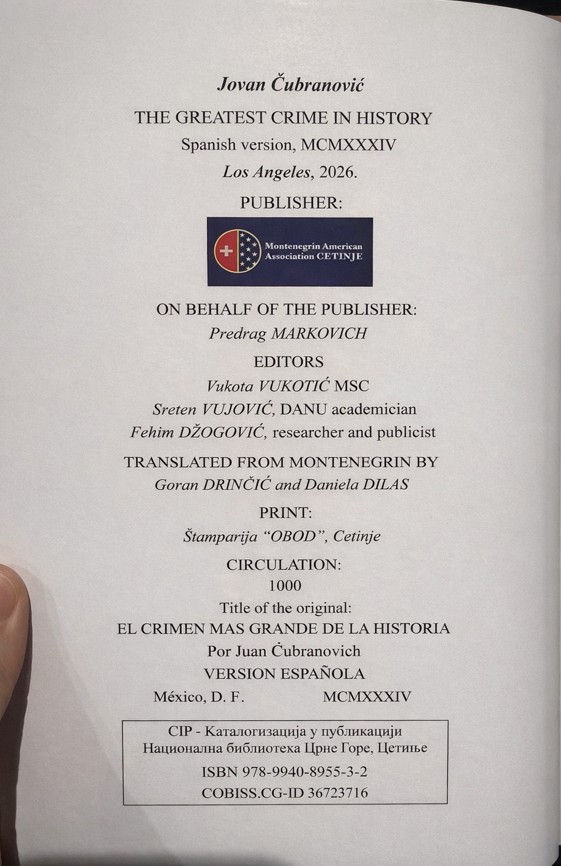 Jovan Čubranović
THE GREATEST CRIME IN HISTORY
Spanish version, MCMXXXIV
Los Angeles, 2026.
PUBLISHER:
Montenegrin American
Association CETINJE
ON BEHALF OF THE PUBLISHER:
Predrag MARKOVICH
EDITORS
Vukota VUKOTIĆ MSC
Sreten VUJOVIĆ, DANU academician
Fehim DŽOGOVIĆ, researcher and publicist
TRANSLATED FROM MONTENEGRIN BY
Goran DRINČIĆ and Daniela DILAS
PRINT:
Štamparija “OBOD”, Cetinje
CIRCULATION:
1000
Title of the original:
EL CRIMEN MAS GRANDE DE LA HISTORIA
Por Juan Ċubranovich
VERSION ESPAÑOLA
México, D. F. MCMXXXIV
CIP - Каталогизација у публикацији
Национална библиотека Црне Горе, Цетиње
ISBN 978-9940-8955-3-2
COBISS.CG-ID 36723716